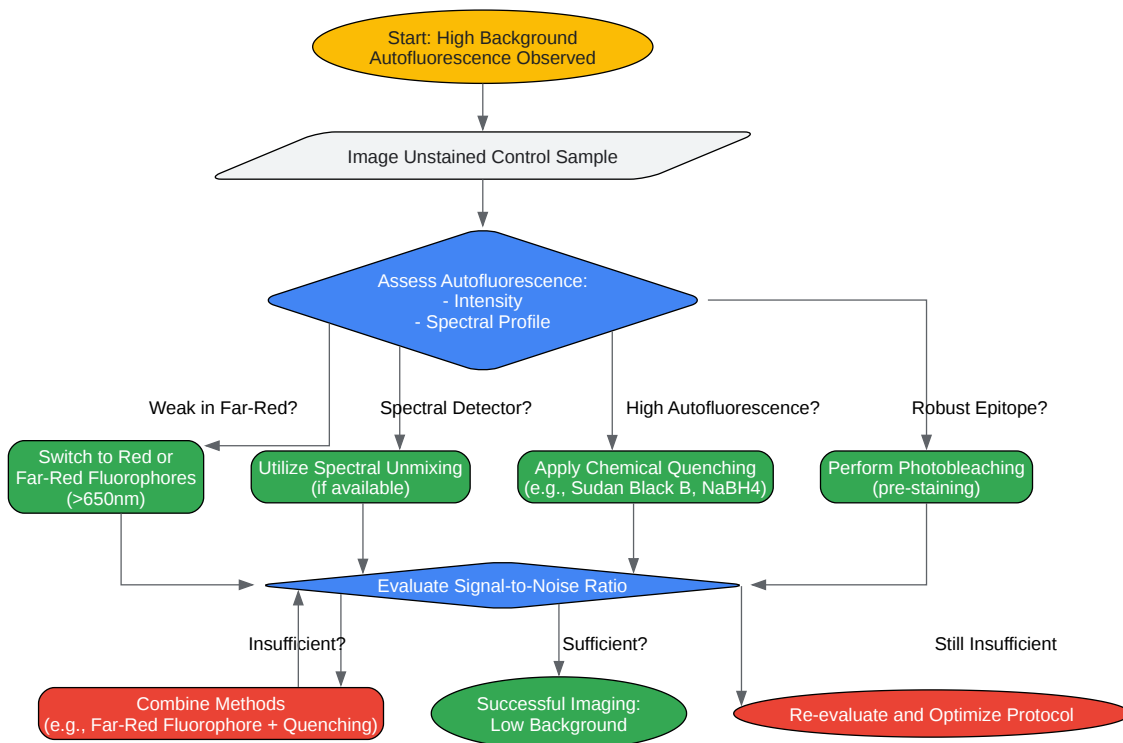 Start: High Background
Autofluorescence Observed
Image Unstained Control Sample
Assess Autofluorescence:
- Intensity
- Spectral Profile
Weak in Far-Red?
Spectral Detector?
High Autofluorescence?
Robust Epitope?
Switch to Red or
Far-Red Fluorophores
(>650nm)
Utilize Spectral Unmixing
(if available)
Apply Chemical Quenching
(e.g., Sudan Black B, NaBH4)
Perform Photobleaching
(pre-staining)
Evaluate Signal-to-Noise Ratio
Insufficient?
Sufficient?
Still Insufficient
Combine Methods
(e.g., Far-Red Fluorophore + Quenching)
Successful Imaging:
Low Background
Re-evaluate and Optimize Protocol